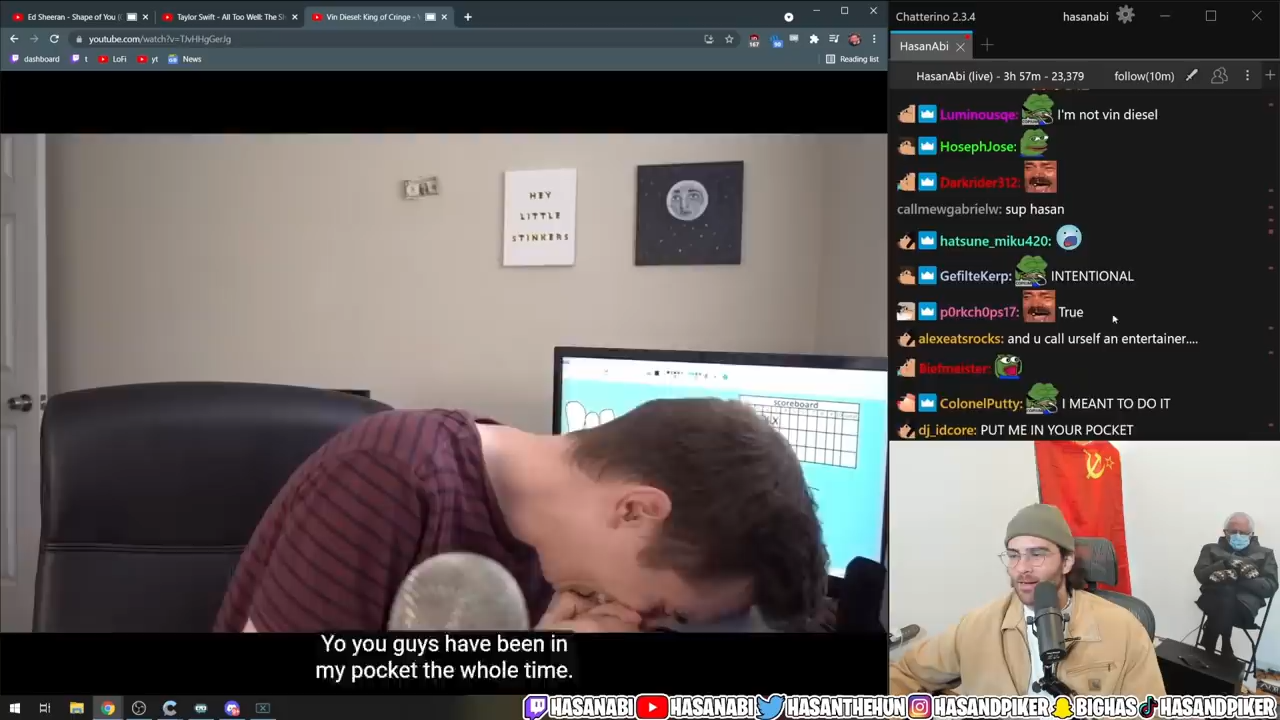 Ed Sheeran - Shape of You (
Taylor Swift - All Too Well: The S
Vin Diesel: King of Cringe -
youtube.com/watch?v=TJvHHgGerJg
dashboard
t
LoFi
yt
News
Reading list
HEY
LITTLE
STINKERS
scoreboard
Yo you guys have been in
my pocket the whole time.
Chatterino 2.3.4
hasanabi
HasanAbi
HasanAbi (live) - 3h 57m - 23,379
follow(10m)
Luminousqe: I'm not vin diesel
HosephJose:
Darkrider312:
callmewgabrielw: sup hasan
hatsune_miku420:
GefilteKerp: INTENTIONAL
p0rkch0ps17: True
alexeatsrocks: and u call urself an entertainer....
Biefmeister:
ColonelPutty: I MEANT TO DO IT
dj_idcore: PUT ME IN YOUR POCKET
HASANABI HASANABI HASANTHEHUN HASANDPIKER BIGHAS HASANDPIKER